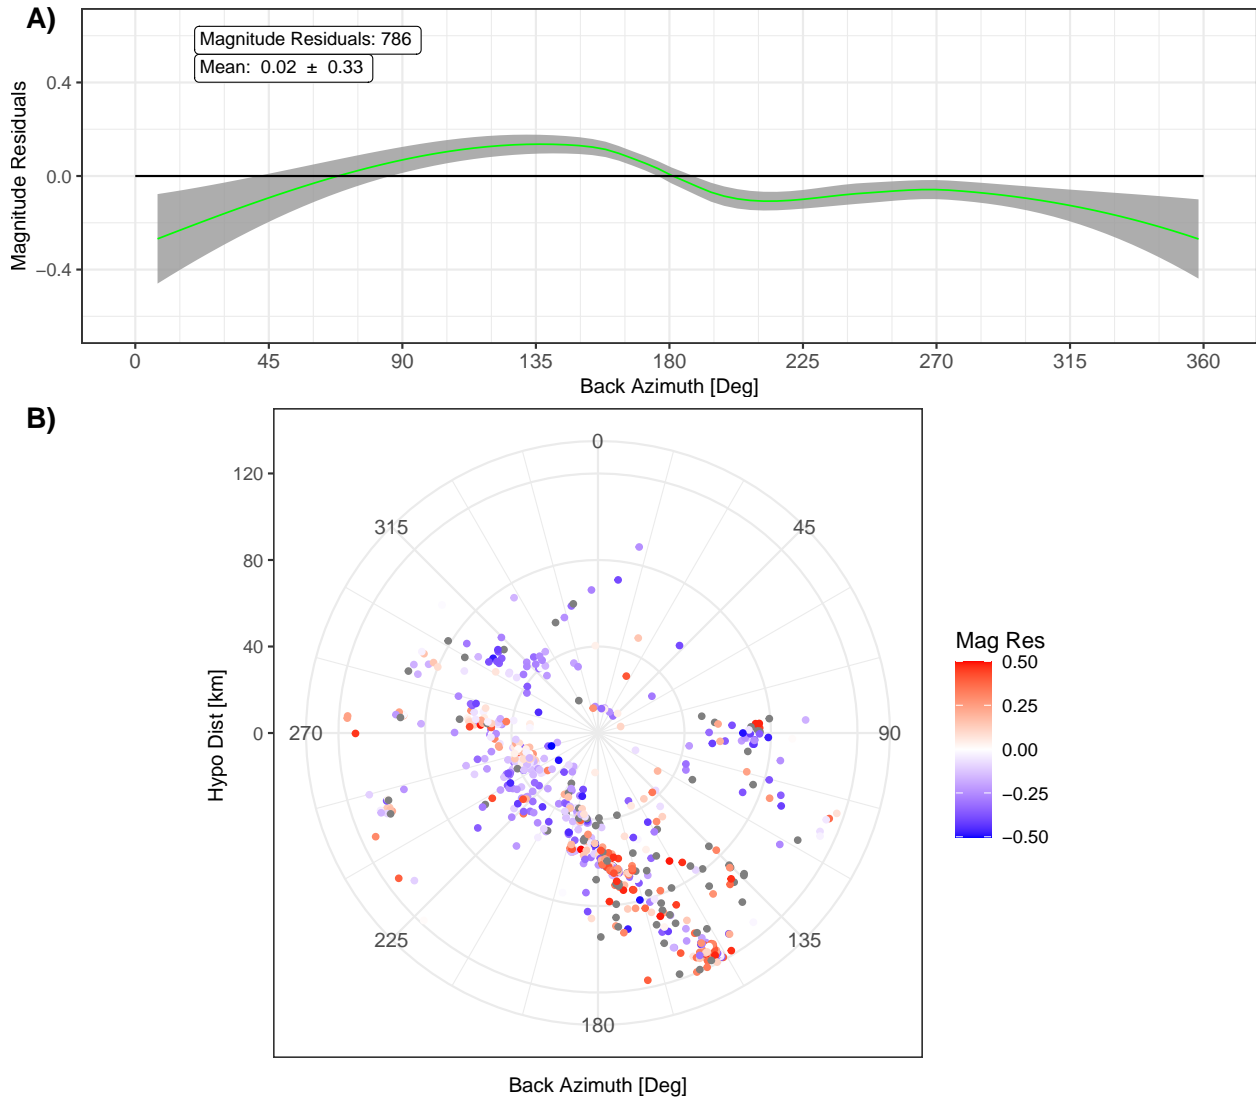 A)
Magnitude Residuals: 786
Mean: 0.02 ± 0.33
Magnitude Residuals
0.4
0.0
−0.4
0 45 90 135 180 225 270 315 360
Back Azimuth [Deg]
B)
Hypo Dist [km]
120
80
40
0
0
45
90
135
180
225
270
315
Back Azimuth [Deg]
Mag Res
0.50
0.25
0.00
−0.25
−0.50